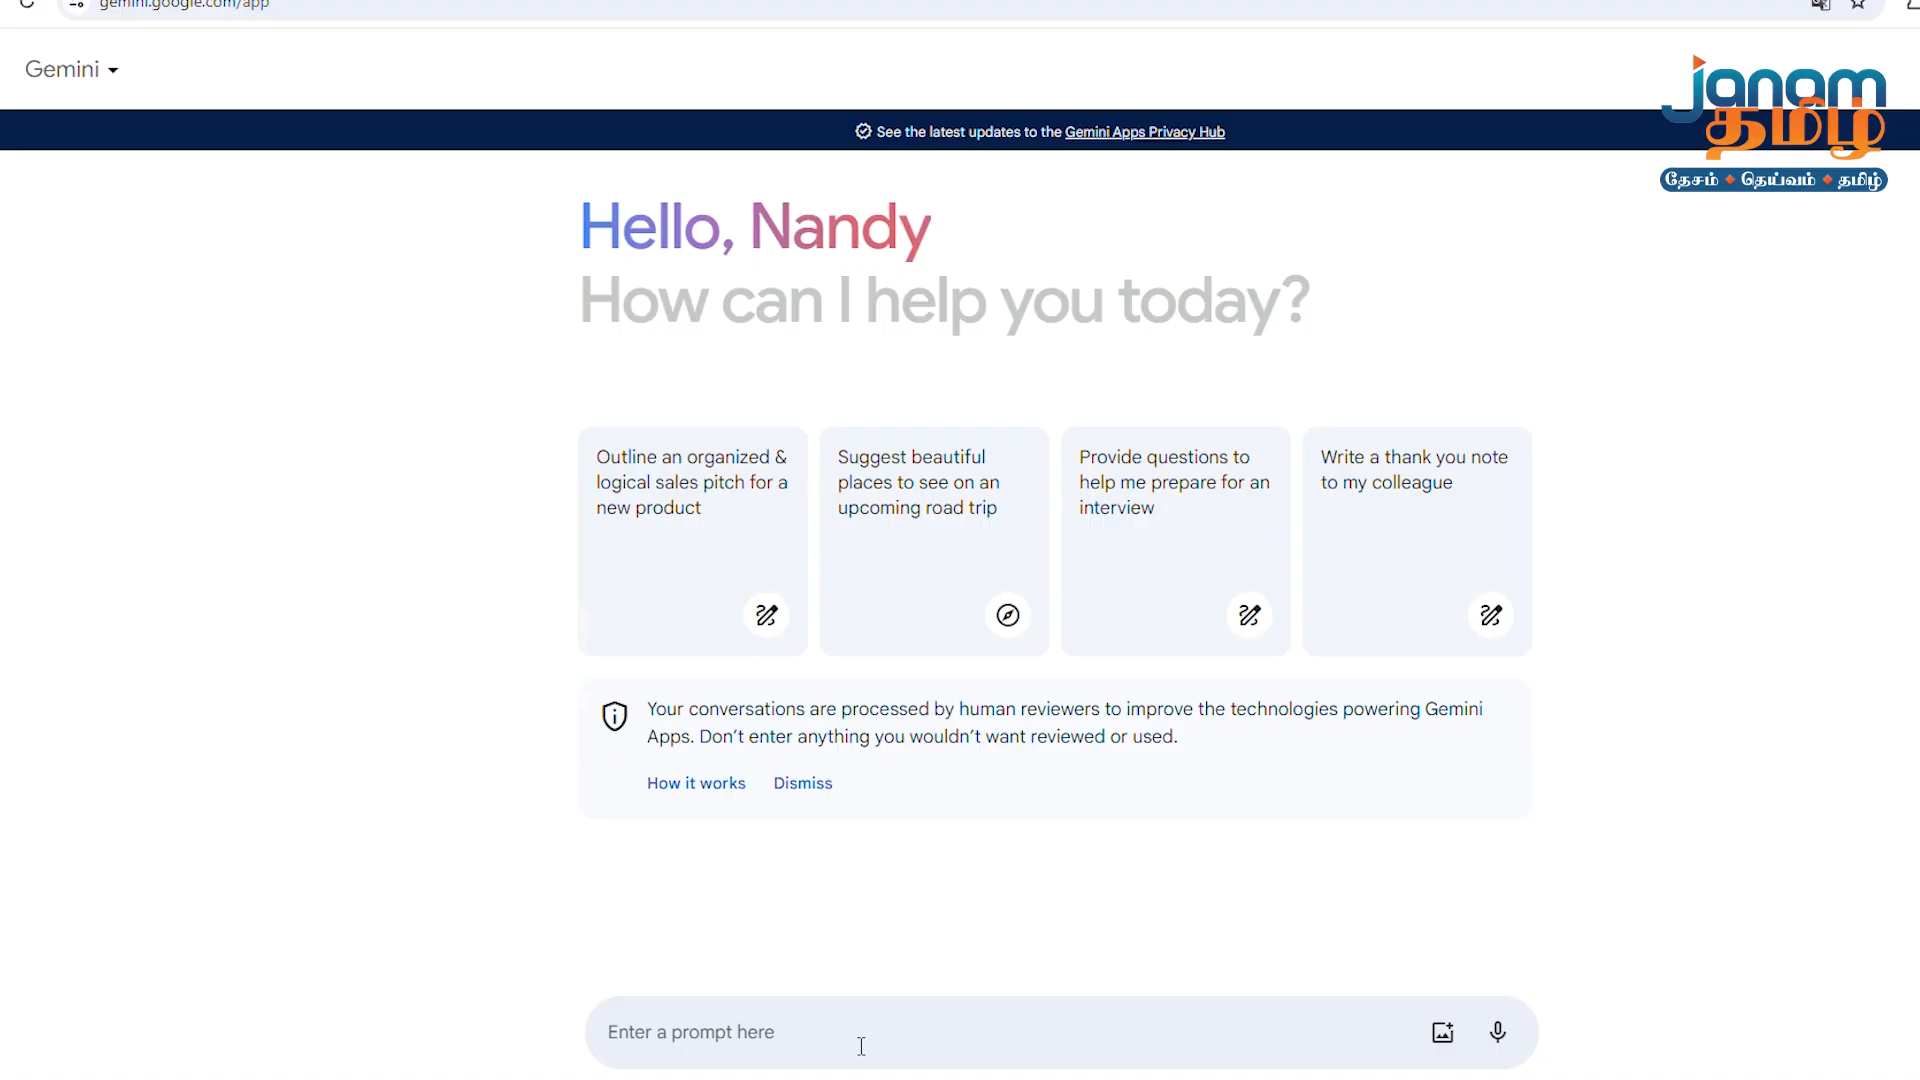 gemini.google.com/app
Gemini
See the latest updates to the Gemini Apps Privacy Hub
janam
தமிழ்
தேசம் தெய்வம் தமிழ்
Hello, Nandy
How can I help you today?
Outline an organized &
logical sales pitch for a
new product
Suggest beautiful
places to see on an
upcoming road trip
Provide questions to
help me prepare for an
interview
Write a thank you note
to my colleague
Your conversations are processed by human reviewers to improve the technologies powering Gemini
Apps. Don’t enter anything you wouldn’t want reviewed or used.
How it works Dismiss
Enter a prompt here